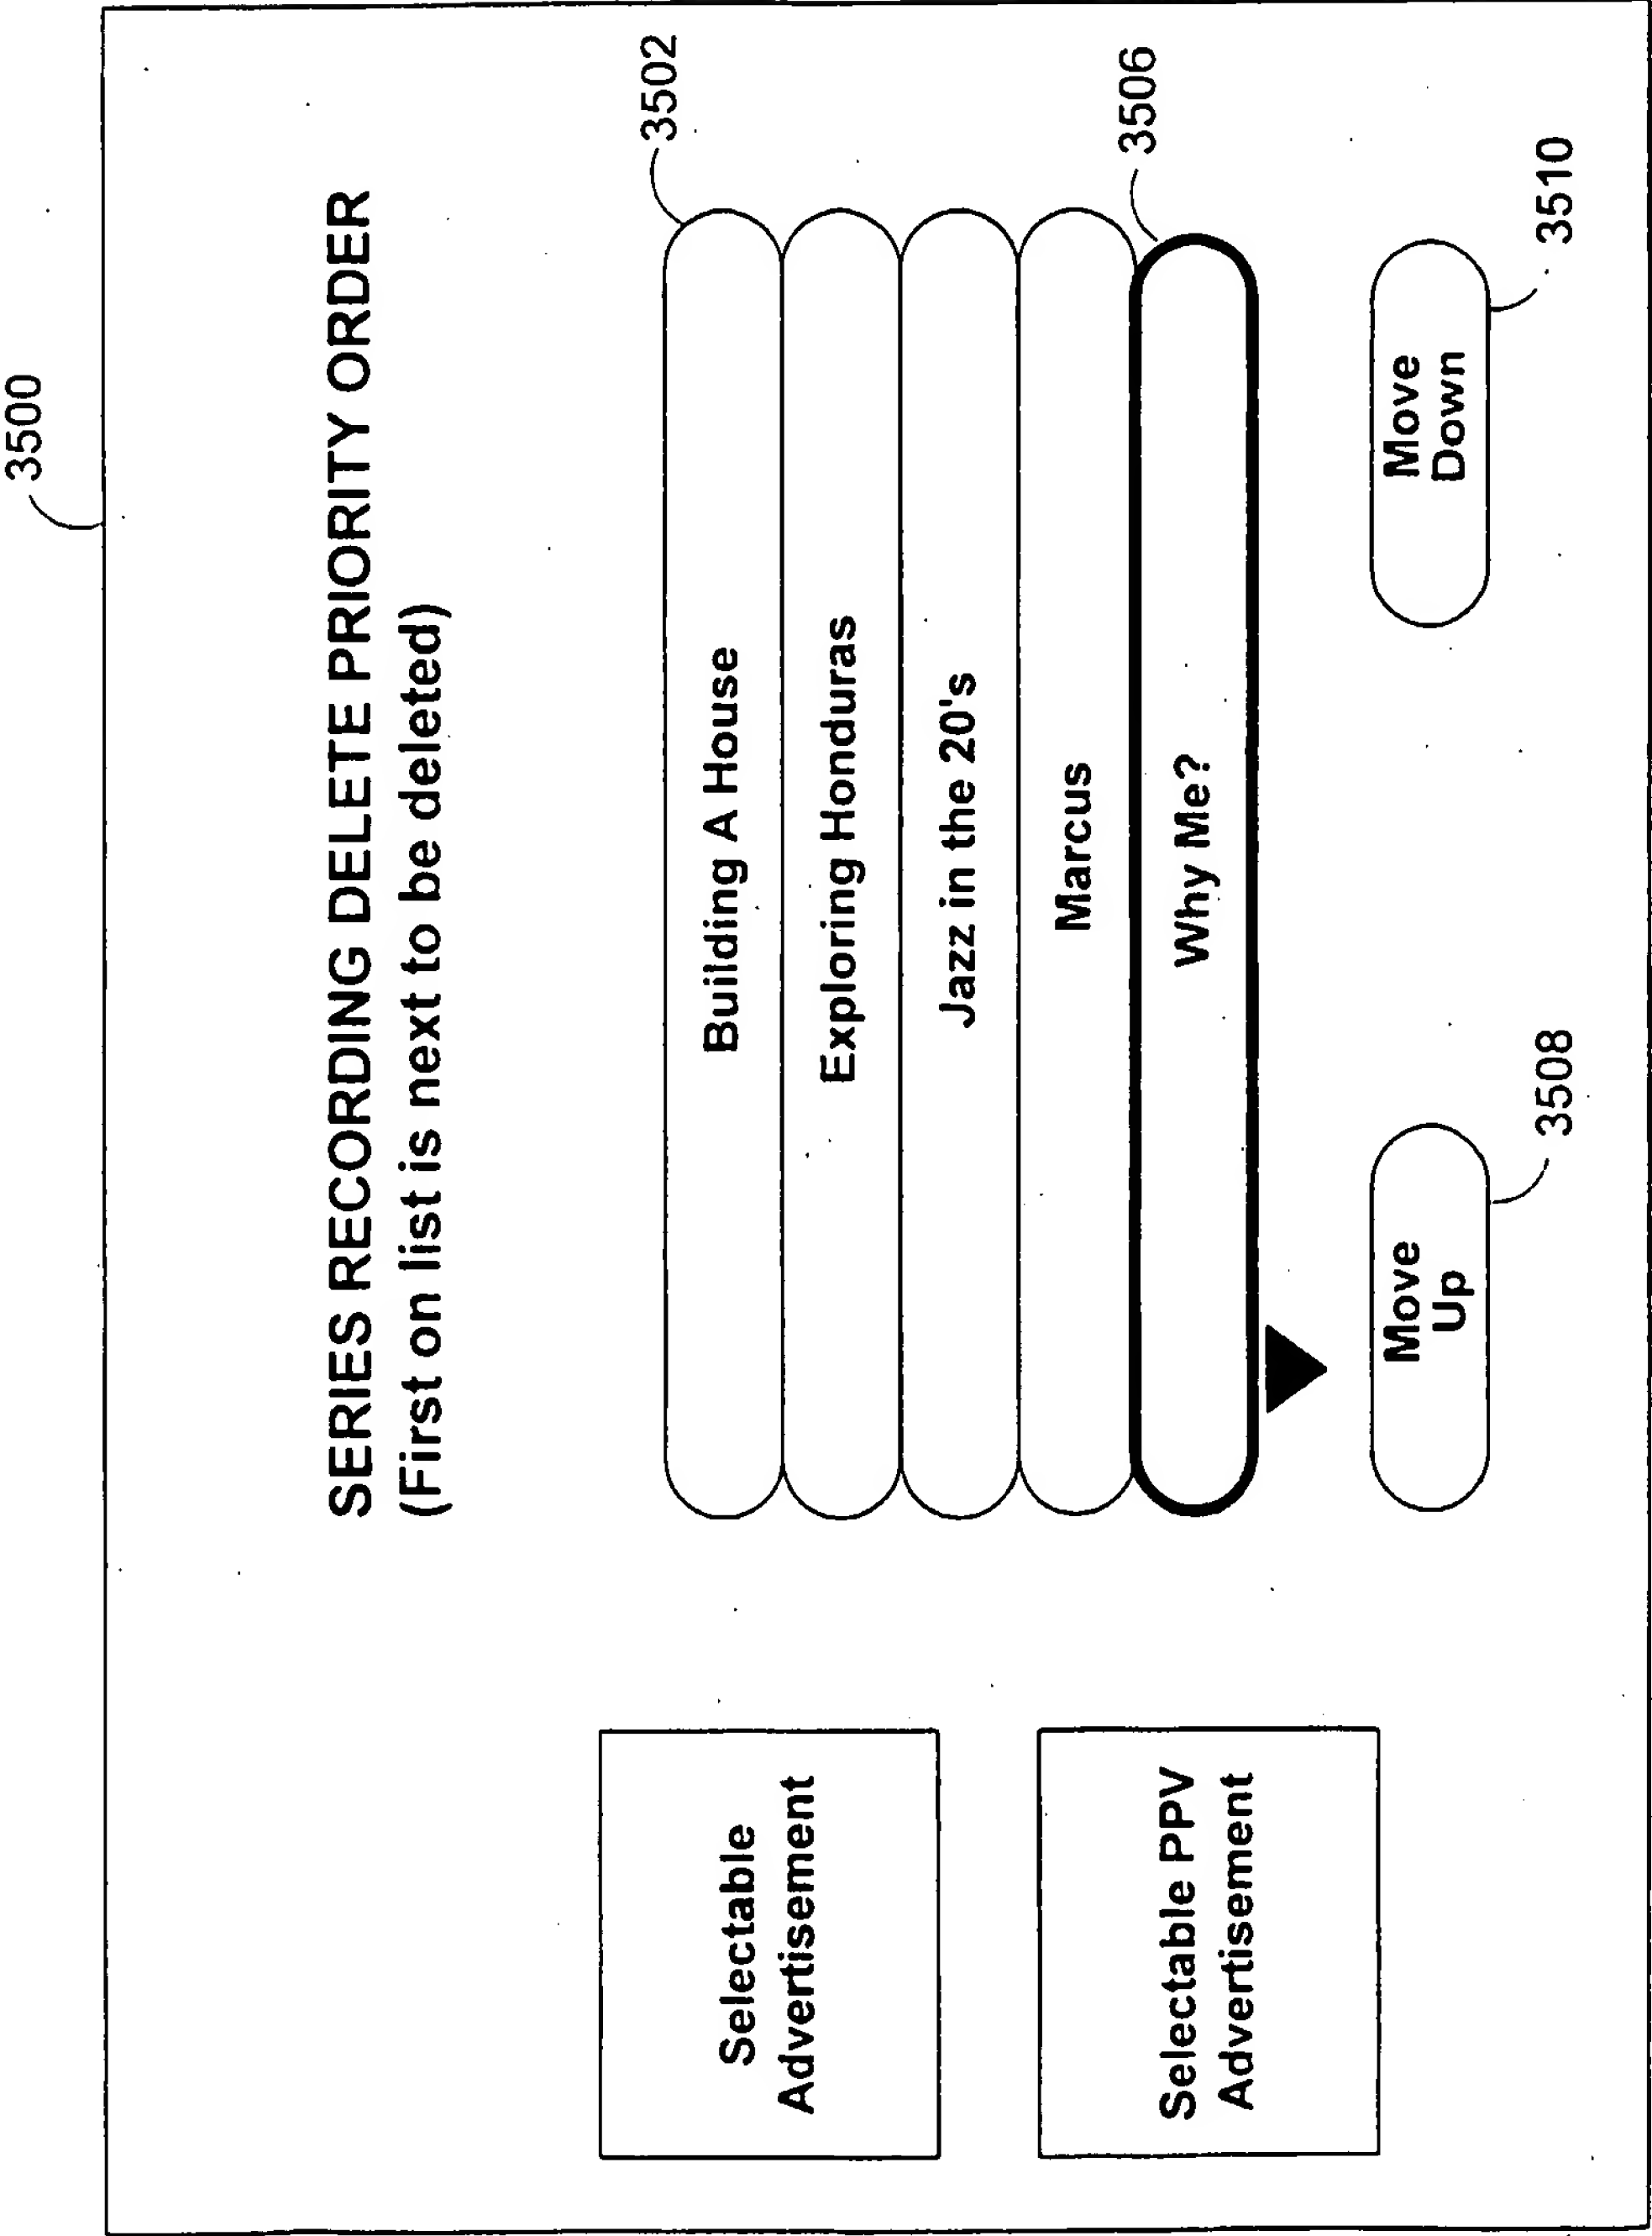 3500
SERIES RECORDING DELETE PRIORITY ORDER
(First on list is next to be deleted)
3502
Building A House
Exploring Honduras
Jazz in the 20's
Marcus
3506
Why Me?
Selectable
Advertisement
Selectable PPV
Advertisement
Move
Up
3508
Move
Down
3510